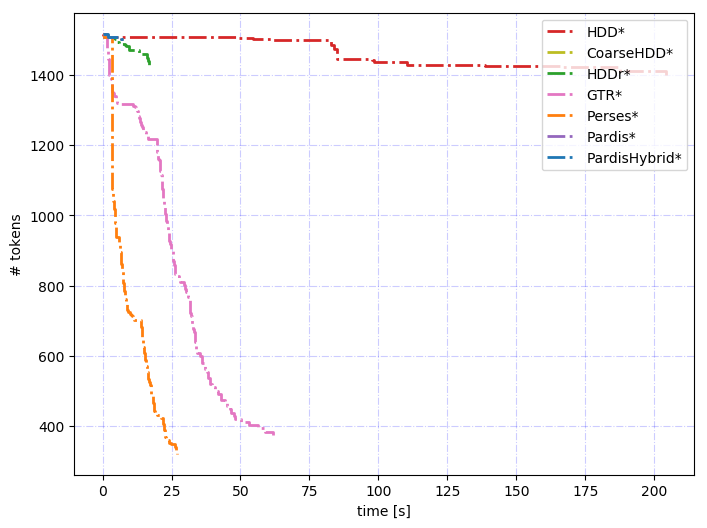 HDD*
CoarseHDD*
HDDr*
GTR*
Perses*
Pardis*
PardisHybrid*
# tokens
1400
1200
1000
800
600
400
0 25 50 75 100 125 150 175 200
time [s]